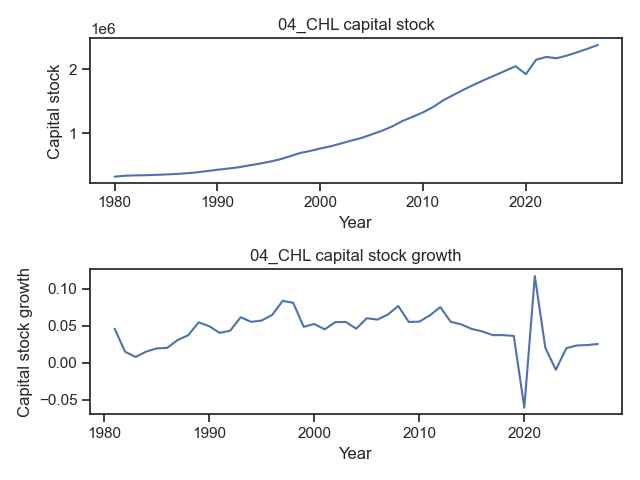 04_CHL capital stock
1e6
2
1
Capital stock
1980 1990 2000 2010 2020
Year
04_CHL capital stock growth
0.10
0.05
0.00
−0.05
Capital stock growth
1980 1990 2000 2010 2020
Year